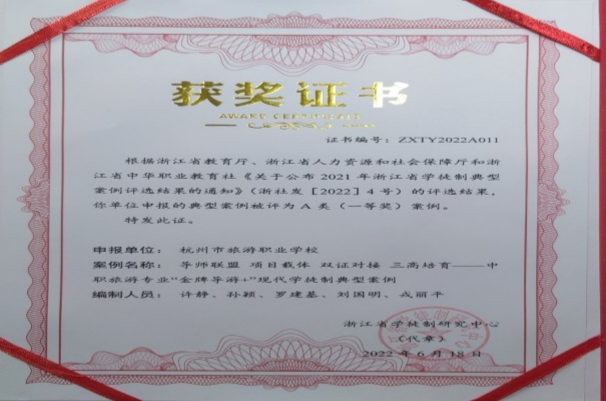 获奖证书
AWARD CERTIFICATE
证书编号：ZXTY2022A011
根据浙江省教育厅、浙江省人力资源和社会保障厅和浙
江省中华职业教育社《关于公布2021年浙江省学徒制典型
案例评选结果的通知》（浙社发［2022］4号）的评选结果，
你单位申报的典型案例被评为A类（一等奖）案例。
特发此证。
申报单位：杭州市旅游职业学校
案例名称：导师联盟 项目载体 双证对接 三高培育——中
职旅游专业“金牌导游+”现代学徒制典型案例
编制人员：许静、孙颖、罗建基、刘国明、戎丽平
浙江省学徒制研究中心
（代章）
2022年6月18日